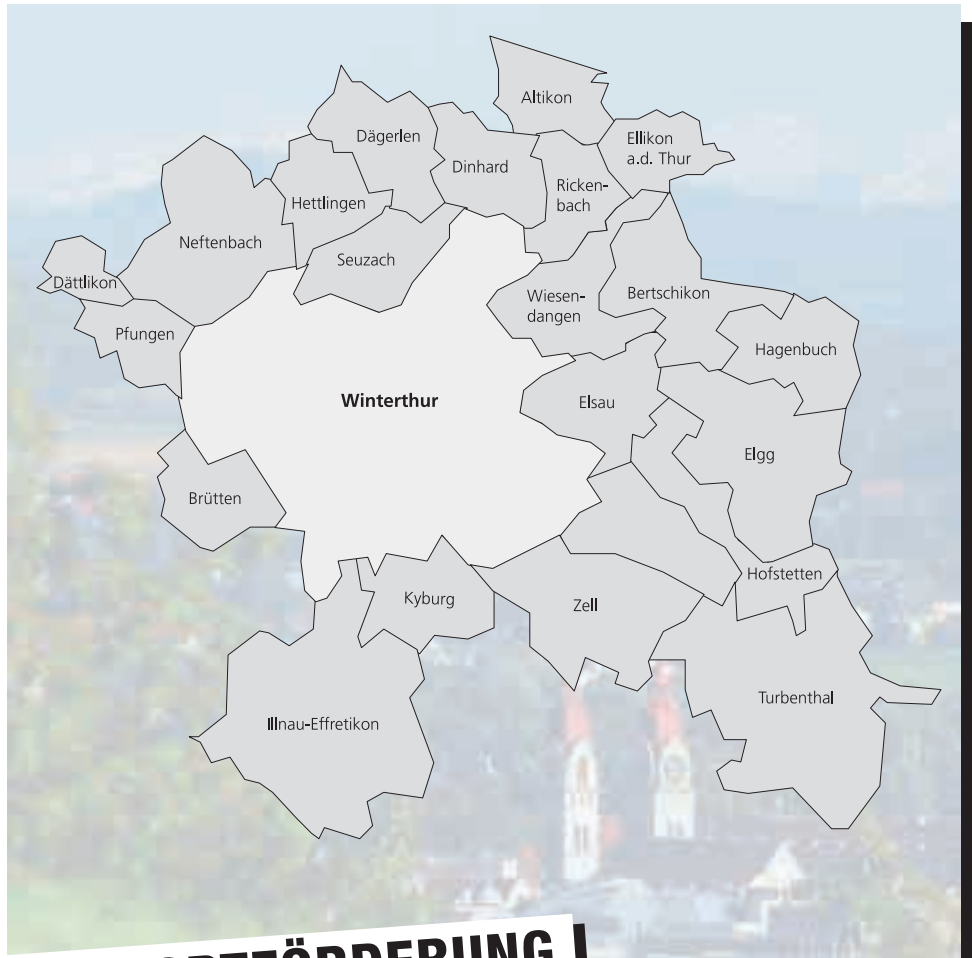 Altikon
Dägerlen
Ellikon
a.d. Thur
Dinhard
Ricken-
bach
Hettlingen
Neftenbach
Seuzach
Dättlikon
Wiesen-
dangen
Bertschikon
Pfungen
Hagenbuch
Winterthur
Elsau
Elgg
Brütten
Hofstetten
Kyburg
Zell
Turbenthal
Illnau-Effretikon